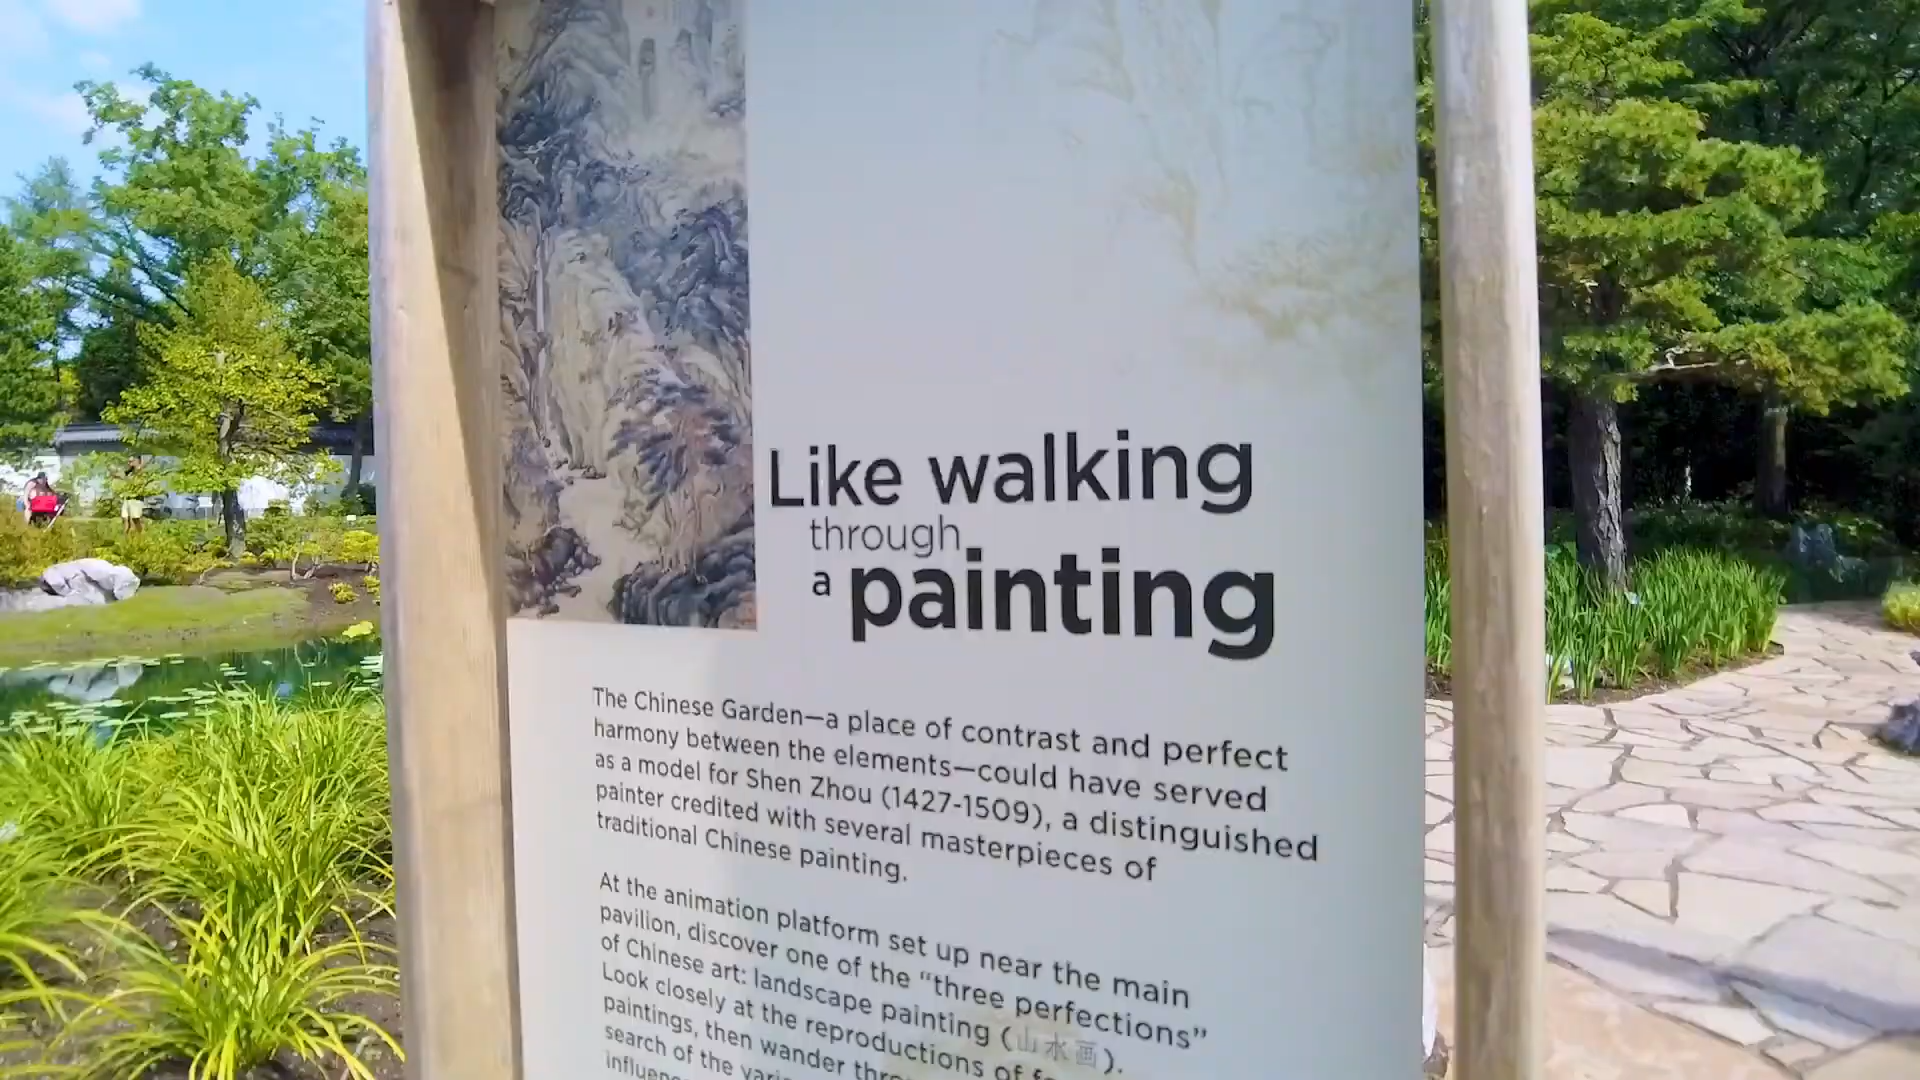 Like walking
through
a painting
The Chinese Garden—a place of contrast and perfect
harmony between the elements—could have served
as a model for Shen Zhou (1427-1509), a distinguished
painter credited with several masterpieces of
traditional Chinese painting.
At the animation platform set up near the main
pavilion, discover one of the “three perfections”
of Chinese art: landscape painting (山水画).
Look closely at the reproductions of
paintings, then wander
search of the